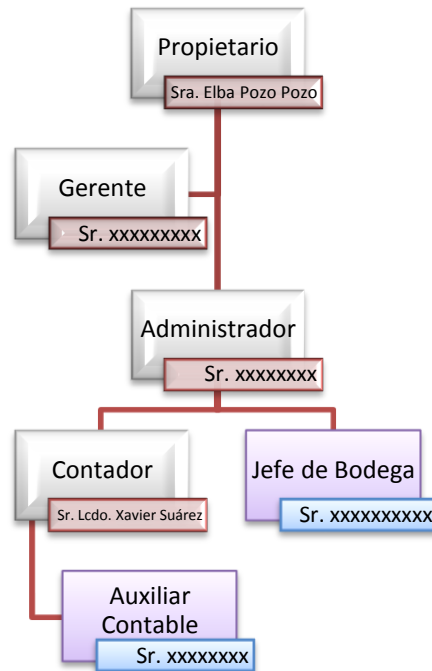 Propietario
Sra. Elba Pozo Pozo
Gerente
Sr. xxxxxxxxx
Administrador
Sr. xxxxxxxx
Contador
Sr. Lcdo. Xavier Suárez
Jefe de Bodega
Sr. xxxxxxxxxx
Auxiliar
Contable
Sr. xxxxxxxx